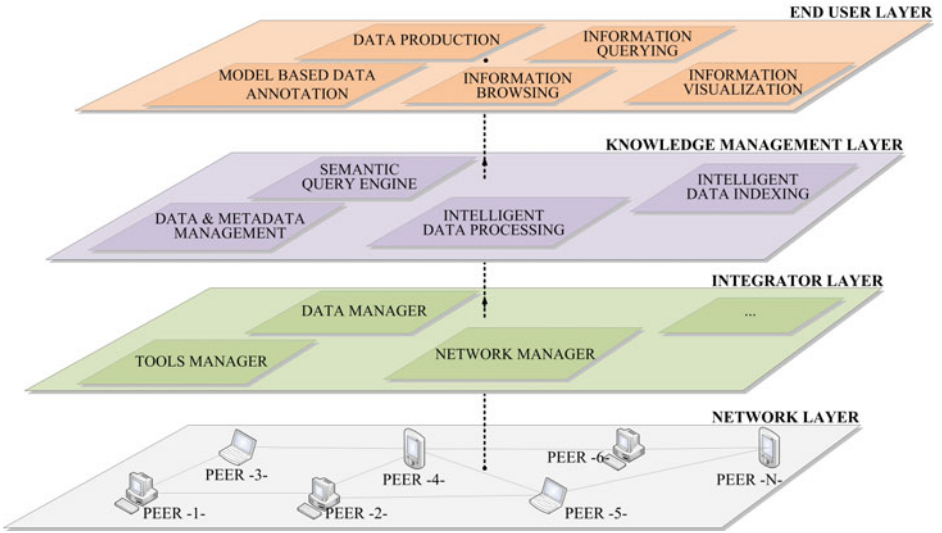 END USER LAYER
DATA PRODUCTION
INFORMATION
QUERYING
MODEL BASED DATA
ANNOTATION
INFORMATION
BROWSING
INFORMATION
VISUALIZATION
KNOWLEDGE MANAGEMENT LAYER
SEMANTIC
QUERY ENGINE
INTELLIGENT
DATA INDEXING
DATA & METADATA
MANAGEMENT
INTELLIGENT
DATA PROCESSING
INTEGRATOR LAYER
DATA MANAGER
...
TOOLS MANAGER
NETWORK MANAGER
NETWORK LAYER
PEER -3-
PEER -4-
PEER -6-
PEER -N-
PEER -1-
PEER -2-
PEER -5-